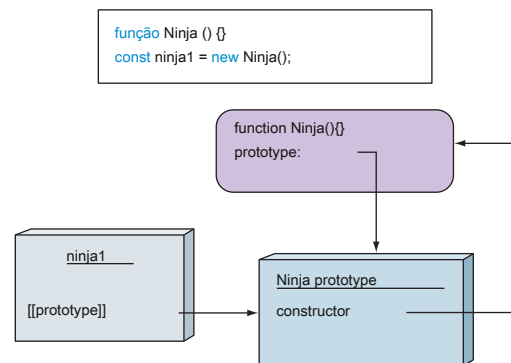 função Ninja () {}
const ninja1 = new Ninja();
function Ninja(){}
prototype:
ninja1
[[prototype]]
Ninja prototype
constructor